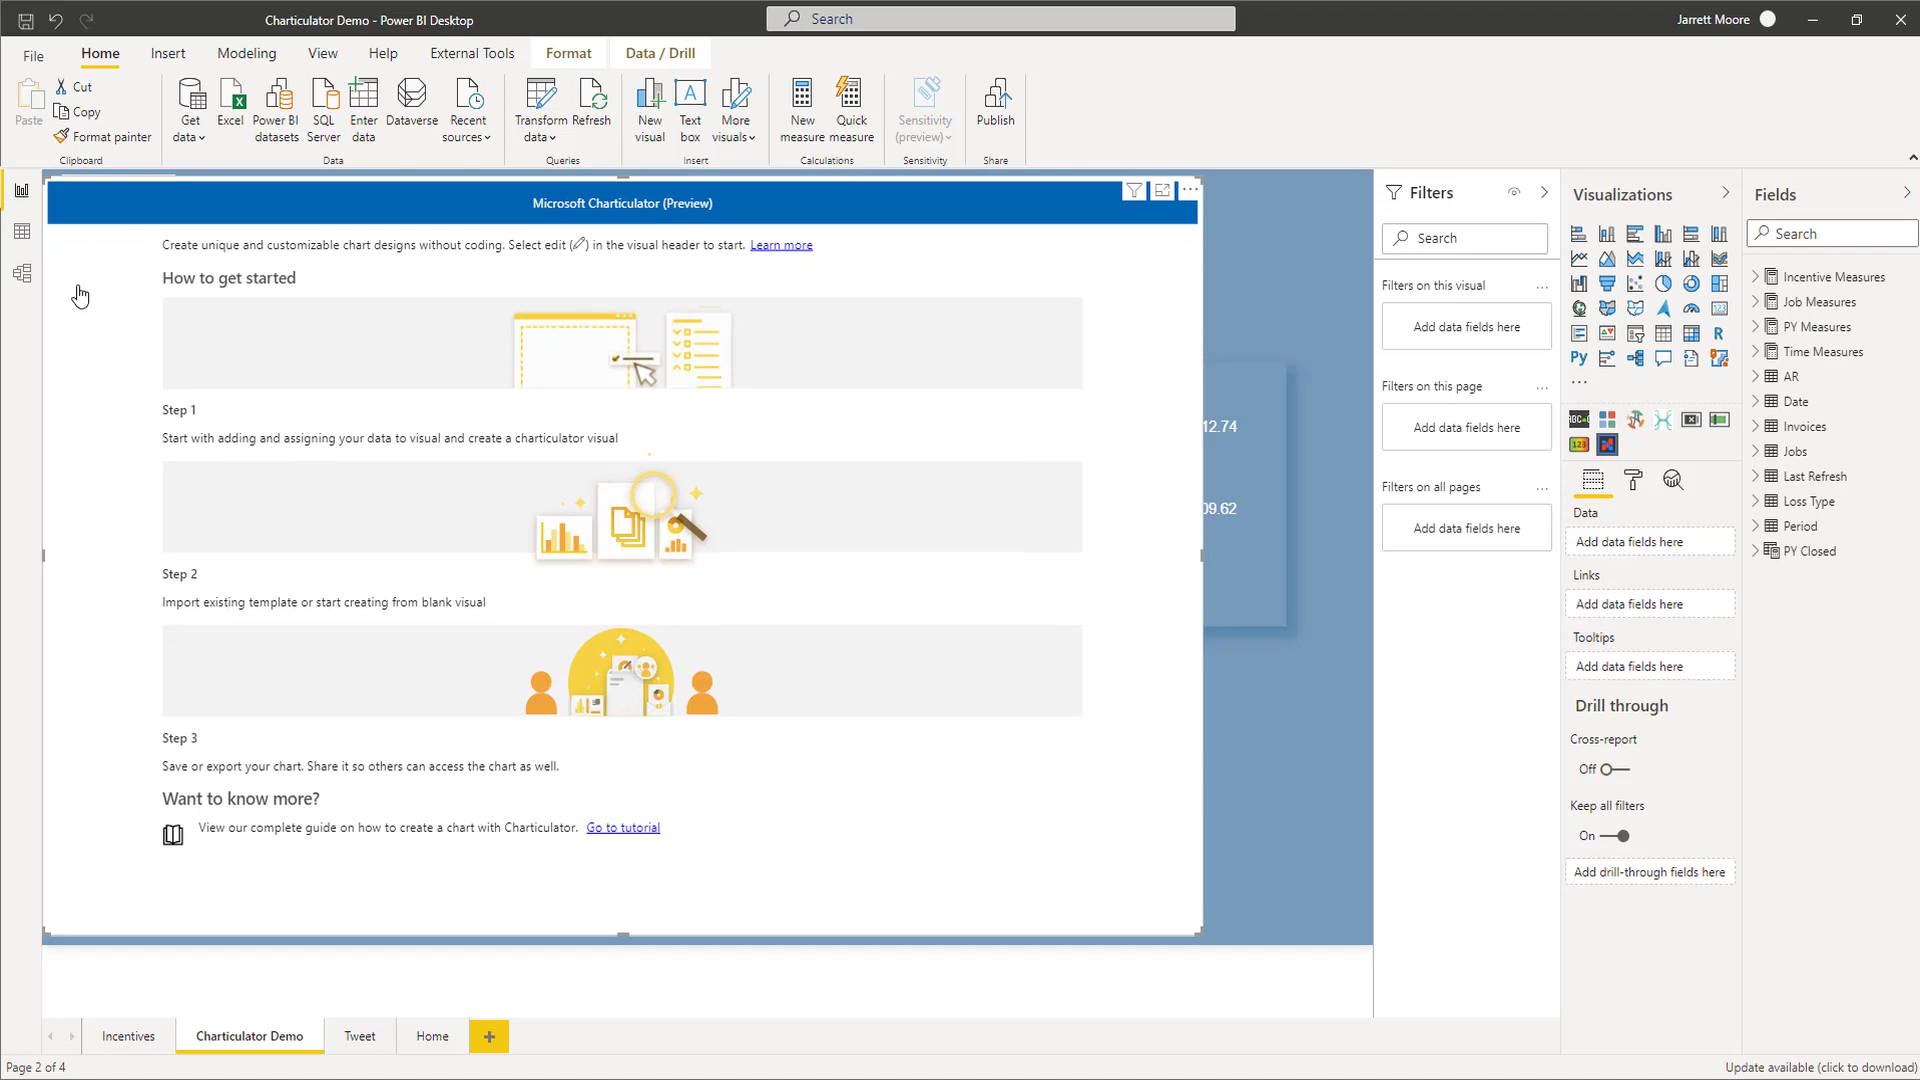 Charticulator Demo - Power BI Desktop
Search
Jarrett Moore
File
Home
Insert
Modeling
View
Help
External Tools
Format
Data / Drill
Paste
Cut
Copy
Format painter
Clipboard
Get data
Excel
Power BI datasets
SQL Server
Enter data
Dataverse
Recent sources
Data
Transform data
Refresh
Queries
New visual
Text box
More visuals
Insert
New measure
Quick measure
Calculations
Sensitivity (preview)
Sensitivity
Publish
Share
Microsoft Charticulator (Preview)
Create unique and customizable chart designs without coding. Select edit () in the visual header to start. Learn more
How to get started
Step 1
Start with adding and assigning your data to visual and create a charticulator visual
Step 2
Import existing template or start creating from blank visual
Step 3
Save or export your chart. Share it so others can access the chart as well.
Want to know more?
View our complete guide on how to create a chart with Charticulator. Go to tutorial
12.74
09.62
Filters
Search
Filters on this visual
Add data fields here
Filters on this page
Add data fields here
Filters on all pages
Add data fields here
Visualizations
R
Py
123
Data
Add data fields here
Links
Add data fields here
Tooltips
Add data fields here
Drill through
Cross-report
Off
Keep all filters
On
Add drill-through fields here
Fields
Search
Incentive Measures
Job Measures
PY Measures
Time Measures
AR
Date
Invoices
Jobs
Last Refresh
Loss Type
Period
PY Closed
Incentives
Charticulator Demo
Tweet
Home
Page 2 of 4
Update available (click to download)